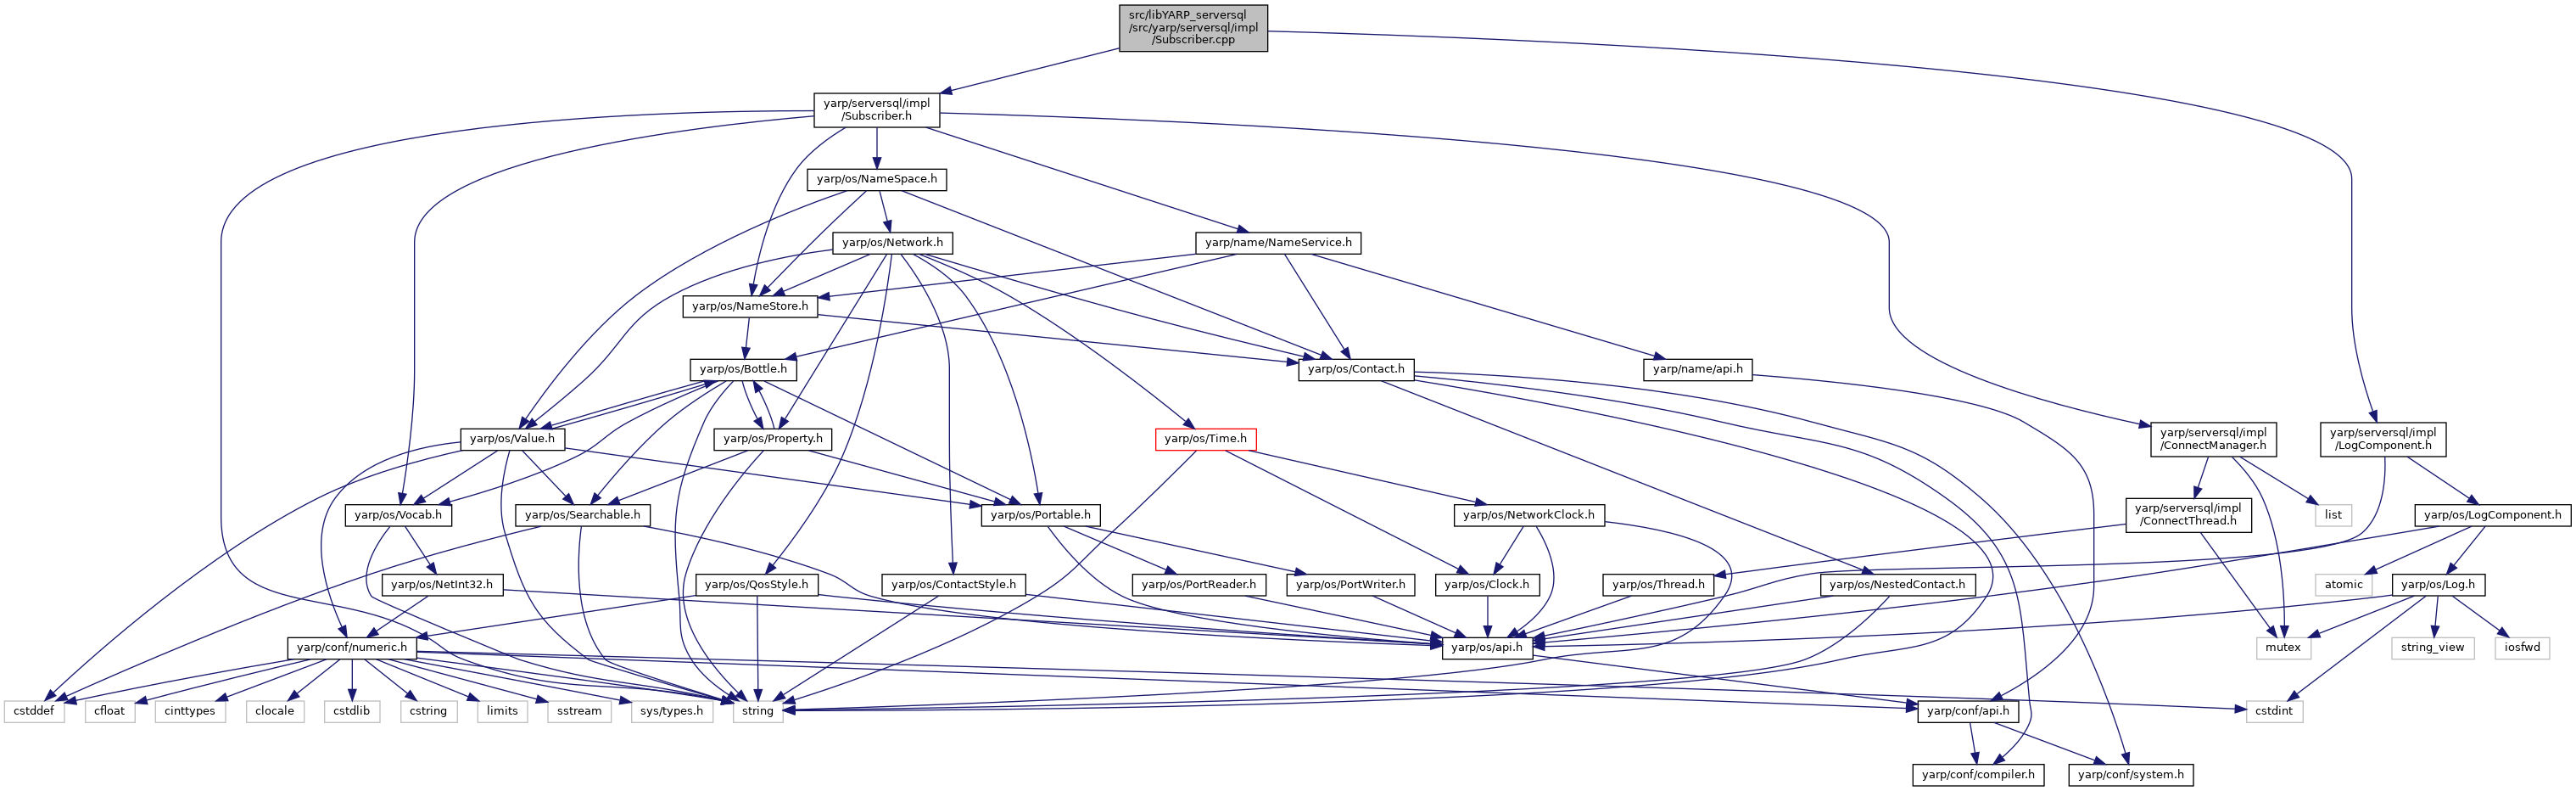 src/libYARP_serversql
/src/yarp/serversql/impl
/Subscriber.cpp
yarp/serversql/impl
/Subscriber.h
yarp/os/NameSpace.h
yarp/os/Network.h
yarp/name/NameService.h
yarp/os/NameStore.h
yarp/os/Bottle.h
yarp/os/Contact.h
yarp/name/api.h
yarp/os/Value.h
yarp/os/Property.h
yarp/os/Time.h
yarp/serversql/impl
/ConnectManager.h
yarp/serversql/impl
/LogComponent.h
yarp/os/Vocab.h
yarp/os/Searchable.h
yarp/os/Portable.h
yarp/os/NetworkClock.h
yarp/serversql/impl
/ConnectThread.h
list
yarp/os/LogComponent.h
yarp/os/NetInt32.h
yarp/os/QosStyle.h
yarp/os/ContactStyle.h
yarp/os/PortReader.h
yarp/os/PortWriter.h
yarp/os/Clock.h
yarp/os/Thread.h
yarp/os/NestedContact.h
atomic
yarp/os/Log.h
yarp/conf/numeric.h
yarp/os/api.h
mutex
string_view
iosfwd
cstddef
cfloat
cinttypes
clocale
cstdlib
cstring
limits
sstream
sys/types.h
string
yarp/conf/api.h
cstdint
yarp/conf/compiler.h
yarp/conf/system.h